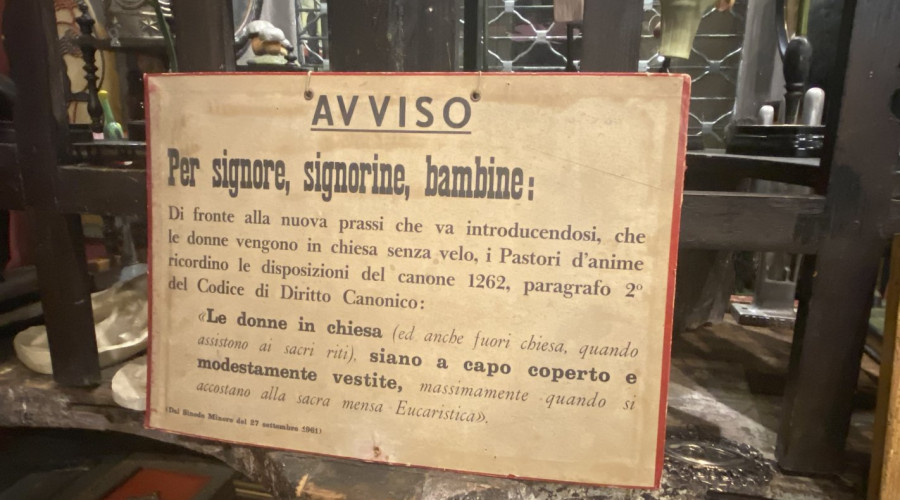 AVVISO
Per signore, signorine, bambine:
Di fronte alla nuova prassi che va introducendosi, che
le donne vengono in chiesa senza velo, i Pastori d'anime
ricordino le disposizioni del canone 1262, paragrafo 2º
del Codice di Diritto Canonico:
«Le donne in chiesa (ed anche fuori chiesa, quando
assistono ai sacri riti), siano a capo coperto e
modestamente vestite, massimamente quando si
accostano alla sacra mensa Eucaristica».
(Dal Sinodo Minore del 27 settembre 1961)